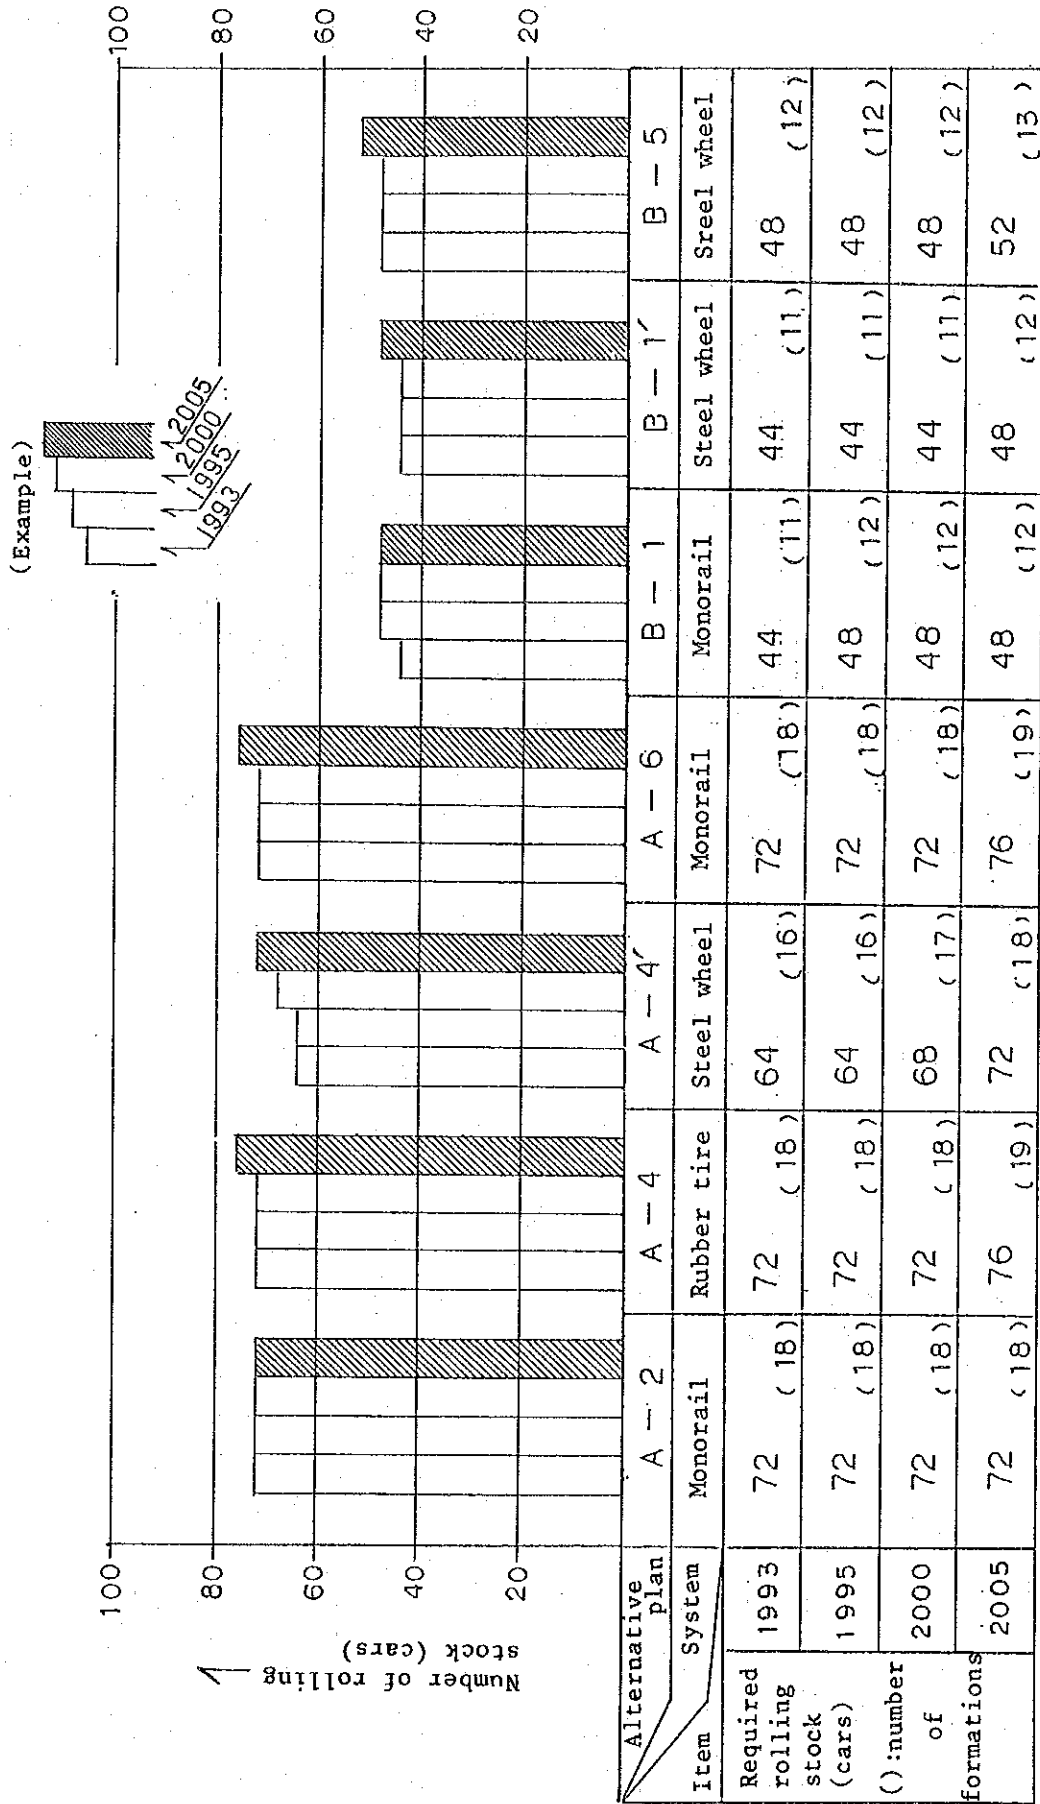 (Example)
1993
1995
2000
2005
Number of rolling
stock (cars)
100
80
60
40
20
100
80
60
40
20
Alternative plan A - 2 A - 4 A - 4′ A - 6 B - 1 B - 1′ B - 5
Item System Monorail Rubber tire Steel wheel Monorail Monorail Steel wheel Sreel wheel
Required rolling stock (cars)
( ):number of formations
1993 72 (18) 72 (18) 64 (16) 72 (18) 44 (11) 44 (11) 48 (12)
1995 72 (18) 72 (18) 64 (16) 72 (18) 48 (12) 44 (11) 48 (12)
2000 72 (18) 72 (18) 68 (17) 72 (18) 48 (12) 44 (11) 48 (12)
2005 72 (18) 76 (19) 72 (18) 76 (19) 48 (12) 48 (12) 52 (13)